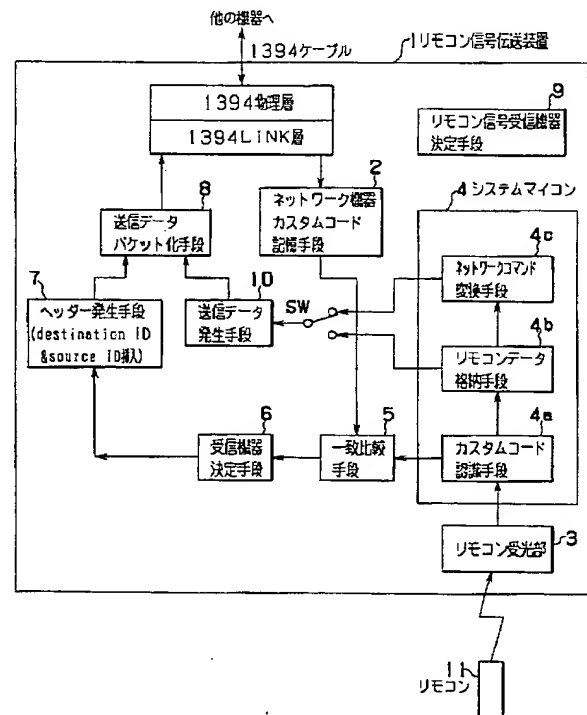 他の機器へ
1394ケーブル
1リモコン信号伝送装置
1394物理層
1394LINK層
9
リモコン信号受信機器
決定手段
2
ネットワーク機器
カスタムコード
記憶手段
4 システムマイコン
8
送信データ
パケット化手段
4c
ネットワークコマンド
変換手段
7
ヘッダー発生手段
(destination ID
&source ID挿入)
10
送信データ
発生手段
SW
4b
リモコンデータ
格納手段
6
受信機器
決定手段
5
一致比較
手段
4a
カスタムコード
認識手段
3
リモコン受光部
11
リモコン